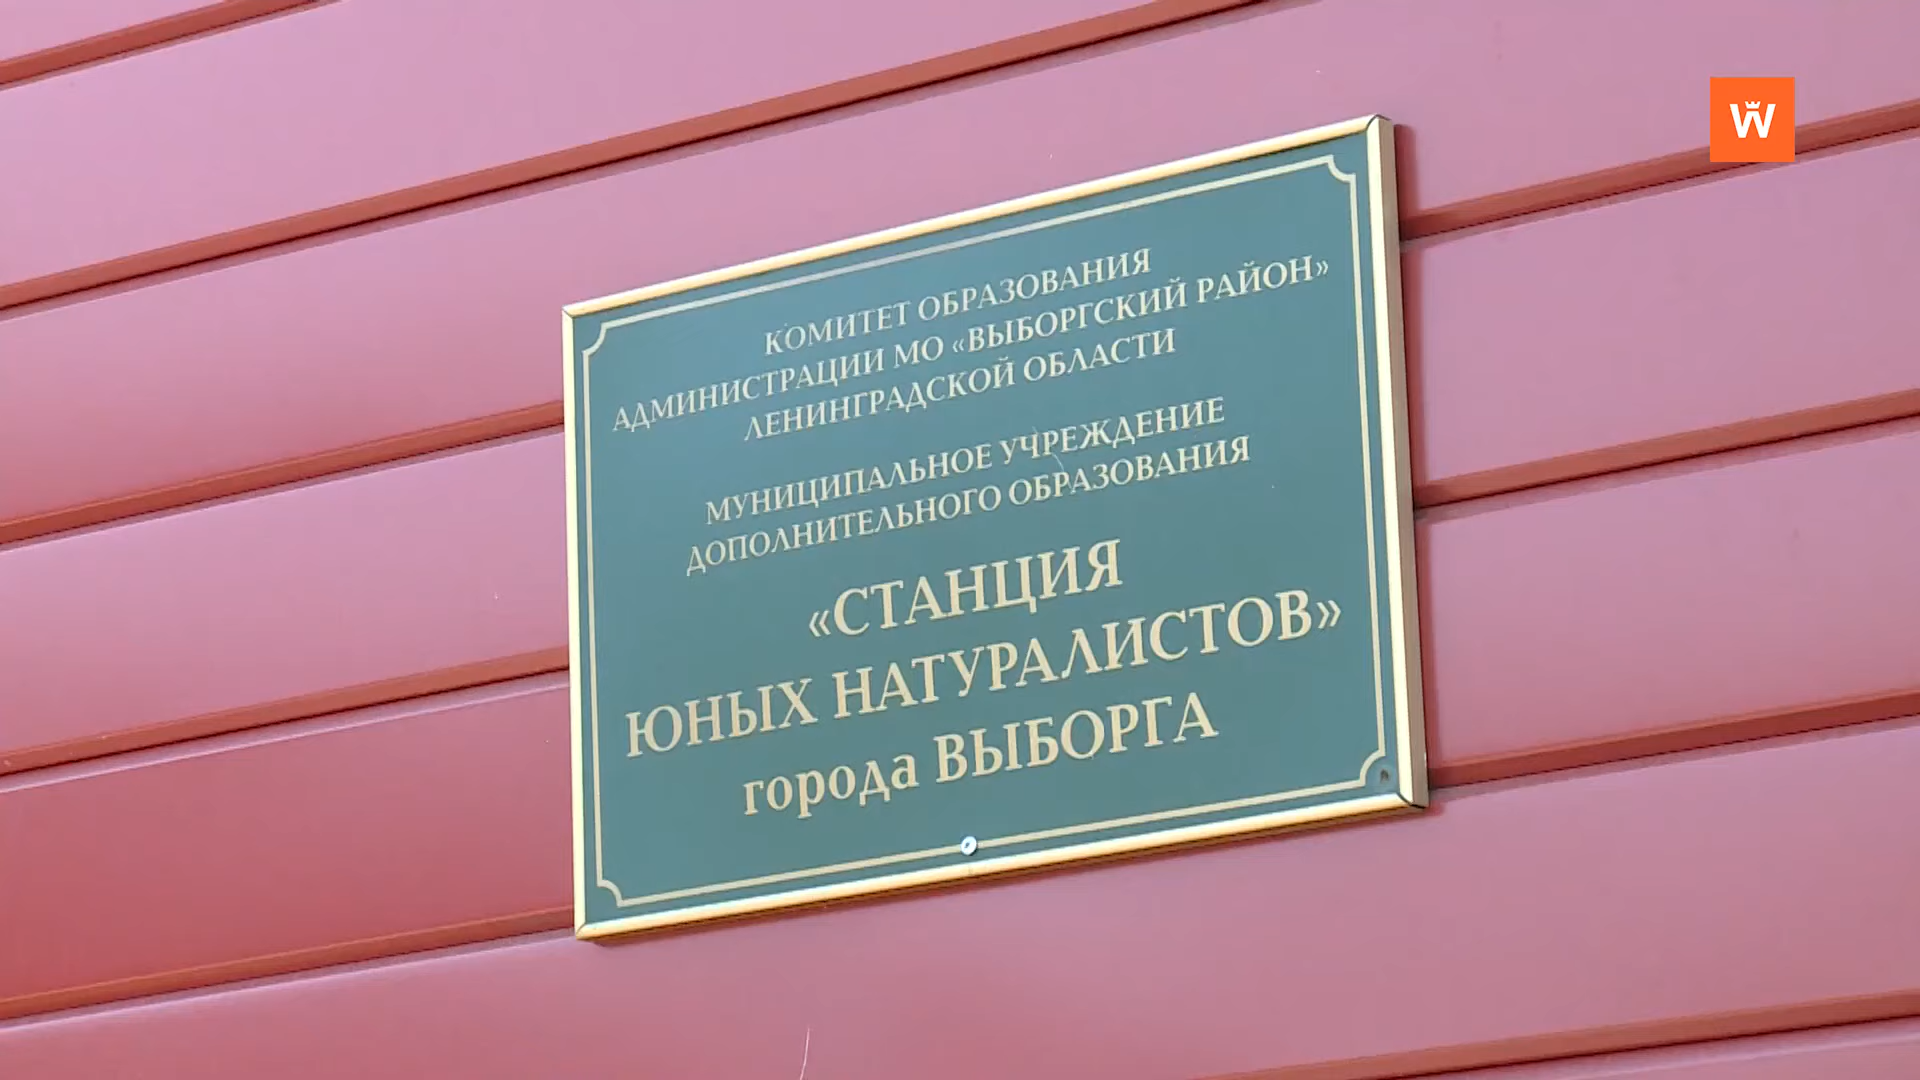 W
КОМИТЕТ ОБРАЗОВАНИЯ
АДМИНИСТРАЦИИ МО «ВЫБОРГСКИЙ РАЙОН»
ЛЕНИНГРАДСКОЙ ОБЛАСТИ
МУНИЦИПАЛЬНОЕ УЧРЕЖДЕНИЕ
ДОПОЛНИТЕЛЬНОГО ОБРАЗОВАНИЯ
«СТАНЦИЯ
ЮНЫХ НАТУРАЛИСТОВ»
города ВЫБОРГА